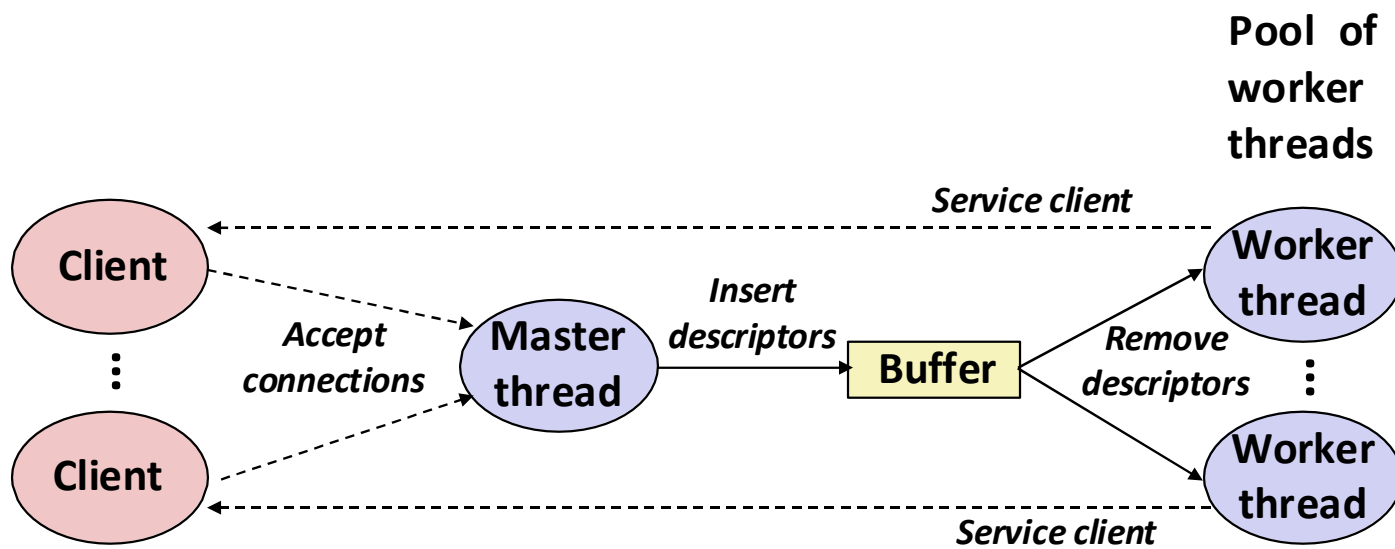 Pool of
worker
threads
Service client
Client
Worker
thread
Insert
descriptors
Accept
connections
Master
thread
Buffer
Remove
descriptors
...
...
Client
Worker
thread
Service client